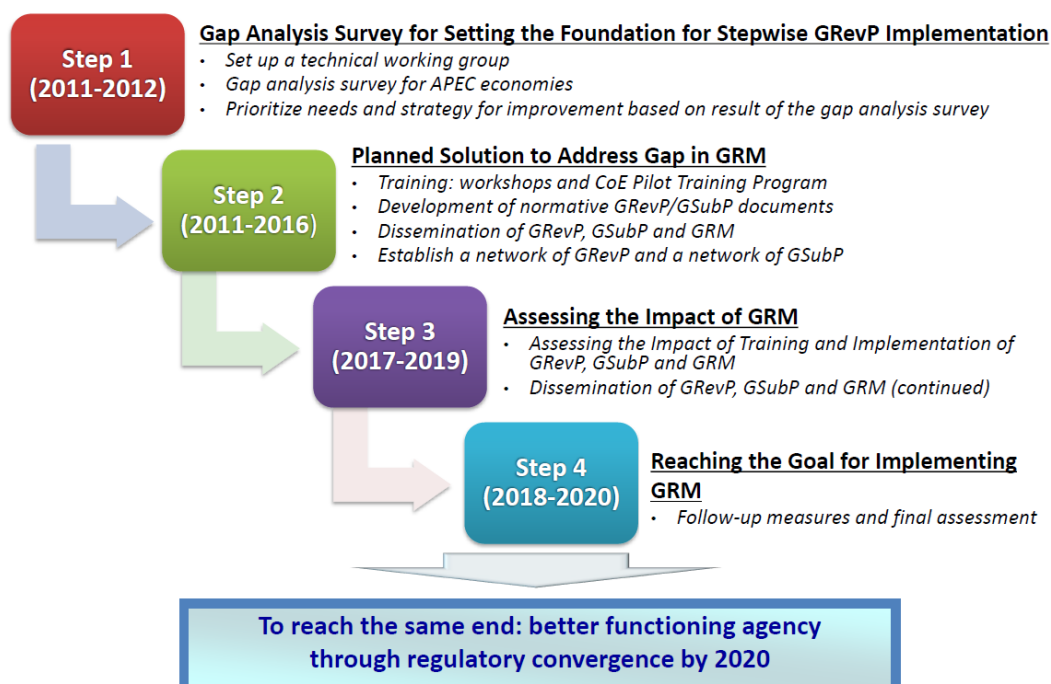 Step 1
(2011-2012)
Gap Analysis Survey for Setting the Foundation for Stepwise GRevP Implementation
• Set up a technical working group
• Gap analysis survey for APEC economies
• Prioritize needs and strategy for improvement based on result of the gap analysis survey
Step 2
(2011-2016)
Planned Solution to Address Gap in GRM
• Training: workshops and CoE Pilot Training Program
• Development of normative GRevP/GSubP documents
• Dissemination of GRevP, GSubP and GRM
• Establish a network of GRevP and a network of GSubP
Step 3
(2017-2019)
Assessing the Impact of GRM
• Assessing the Impact of Training and Implementation of
GRevP, GSubP and GRM
• Dissemination of GRevP, GSubP and GRM (continued)
Step 4
(2018-2020)
Reaching the Goal for Implementing
GRM
• Follow-up measures and final assessment
To reach the same end: better functioning agency
through regulatory convergence by 2020